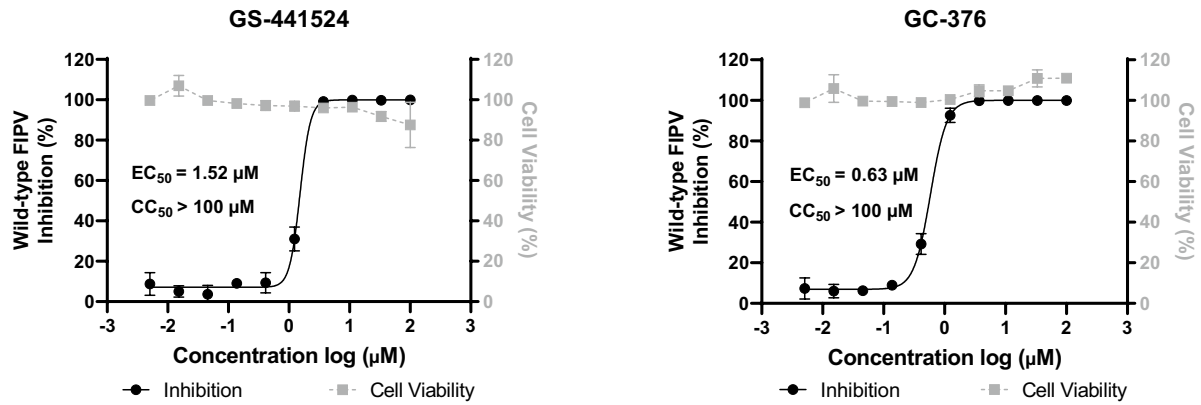 GS-441524
120
100
80
60
40
20
0
Wild-type FIPV
Inhibition (%)
120
100
80
60
40
20
0
Cell Viability (%)
EC50 = 1.52 µM
CC50 > 100 µM
-3 -2 -1 0 1 2 3
Concentration log (µM)
Inhibition Cell Viability
GC-376
120
100
80
60
40
20
0
Wild-type FIPV
Inhibition (%)
120
100
80
60
40
20
0
Cell Viability (%)
EC50 = 0.63 µM
CC50 > 100 µM
-3 -2 -1 0 1 2 3
Concentration log (µM)
Inhibition Cell Viability